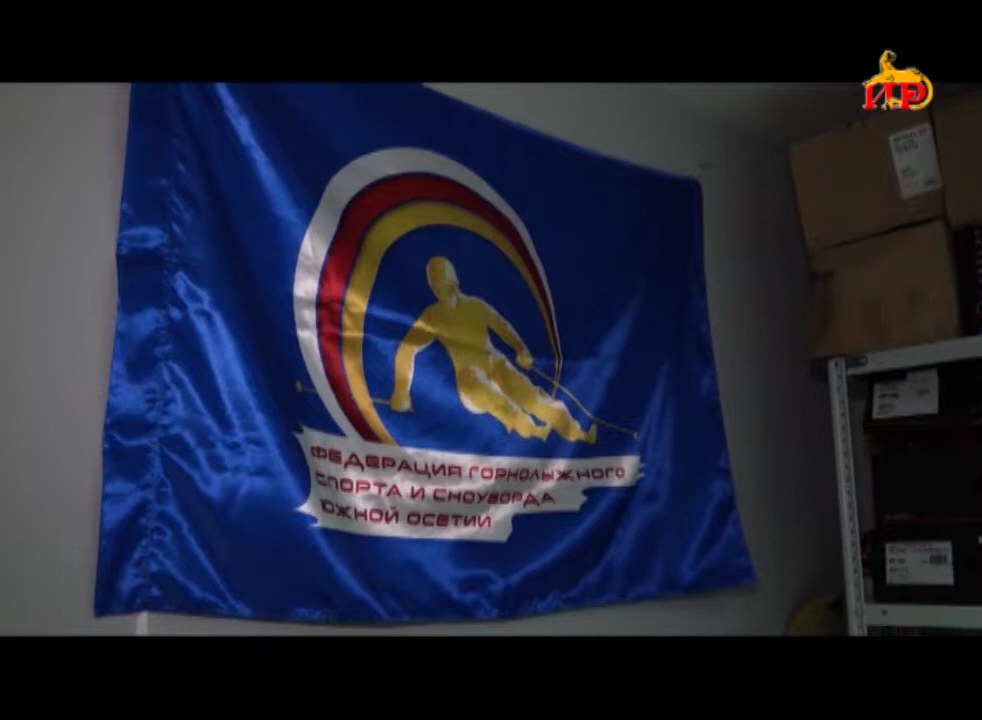 ИР
ФЕДЕРАЦИЯ ГОРНОЛЫЖНОГО
СПОРТА И СНОУБОРДА
ЮЖНОЙ ОСЕТИИ